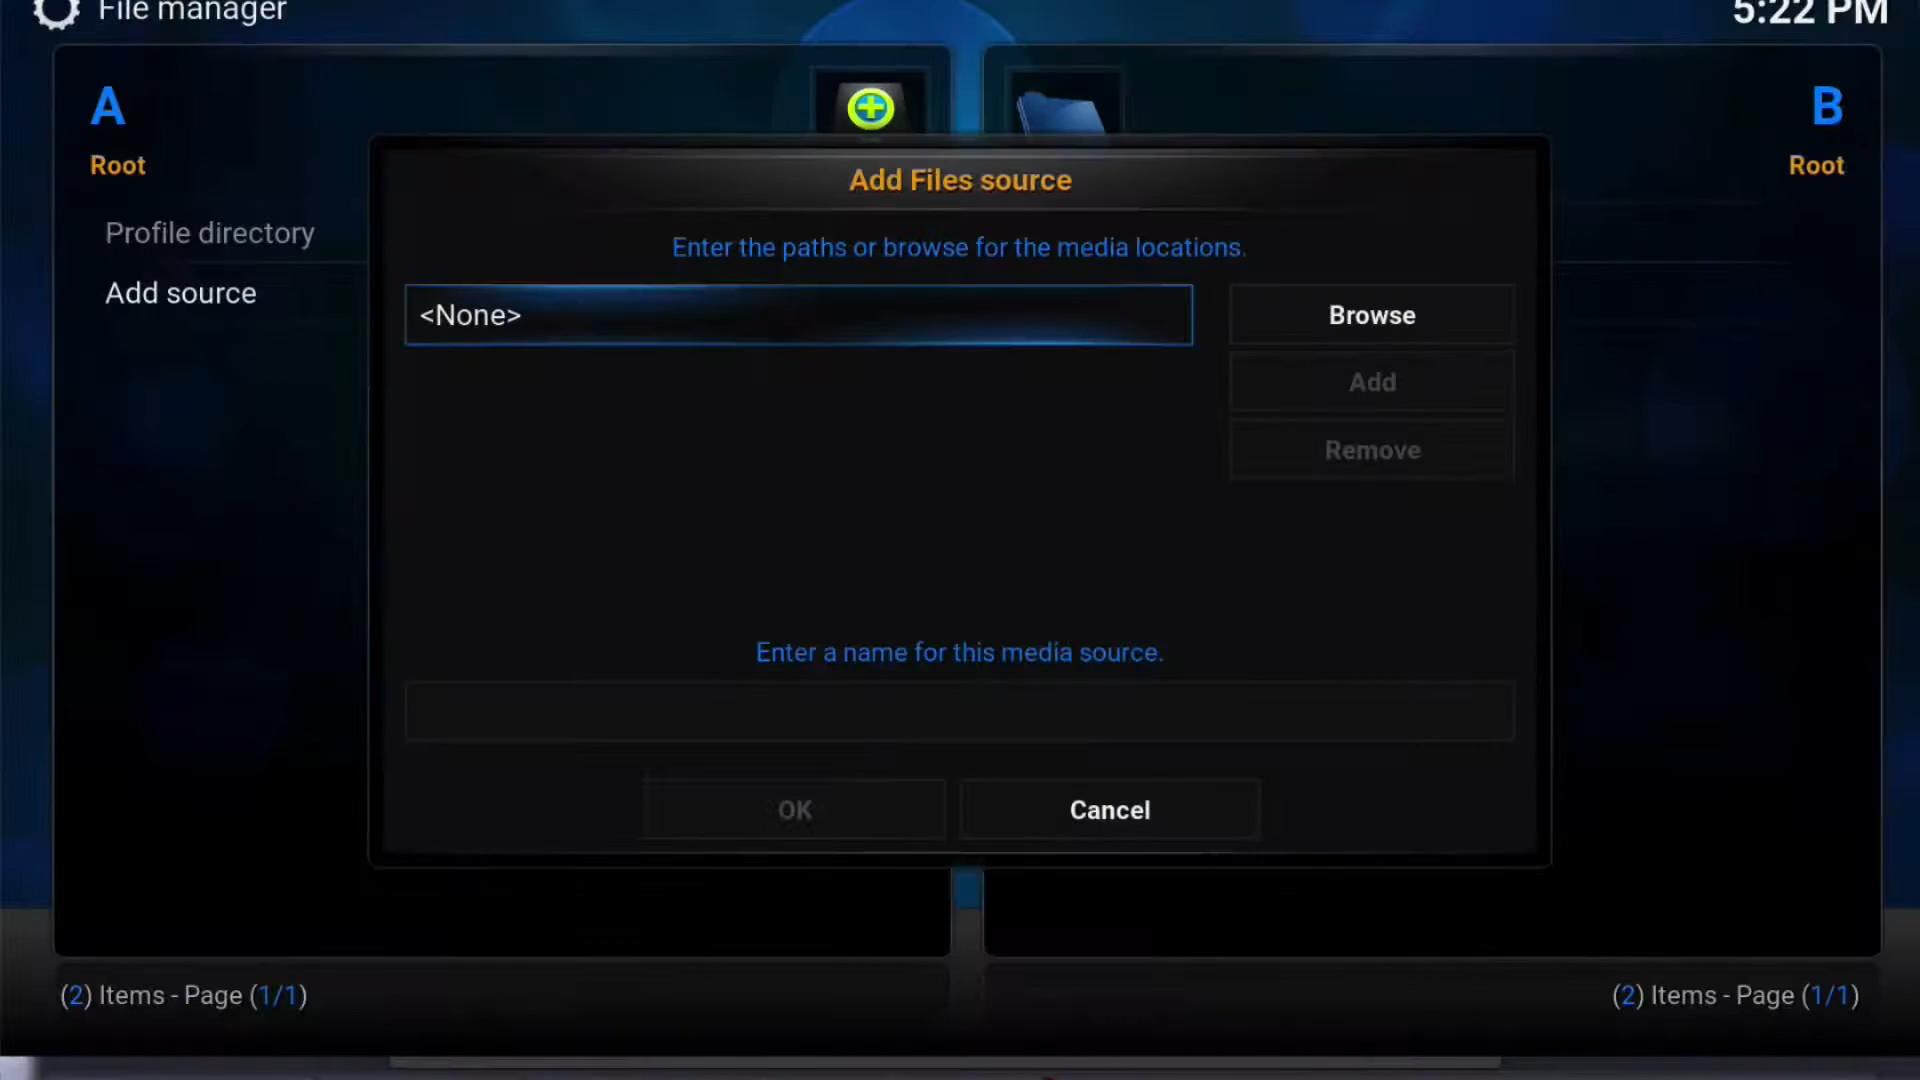 File manager
5:22 PM
A
B
Root
Root
Profile directory
Add source
Add Files source
Enter the paths or browse for the media locations.
<None>
Browse
Add
Remove
Enter a name for this media source.
OK
Cancel
(2) Items - Page (1/1)
(2) Items - Page (1/1)